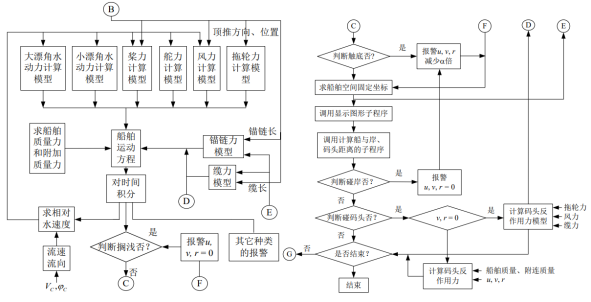 B
顶推方向、位置
大漂角水
动力计算
模型
小漂角水
动力计算
模型
桨力
计算
模型
舵力
计算
模型
风力
计算
模型
拖轮力
计算模
型
求船舶
质量力
和附加
质量力
船舶
运动
方程
锚链力
模型
锚链长
缆力模型
缆长
D
E
对时间
积分
求相对
水速度
流速
流向
V_C,φ_C
判断搁浅否?
是
否
报警u,
v, r = 0
其它种类
的报警
C
F
C
F
E
判断触底否?
是
报警u, v, r
减少α倍
否
求船舶空间固定坐标
调用显示图形子程序
调用计算船与岸、
码头距离的子程序
判断碰岸否?
是
报警
u, v, r = 0
否
D
判断碰码头否?
是
v, r = 0
是
计算码头反
作用力模型
拖轮力
风力
缆力
否
否
G
否
是否结束?
是
结束
计算码头反
作用力
船舶质量、附连质量
u, v, r